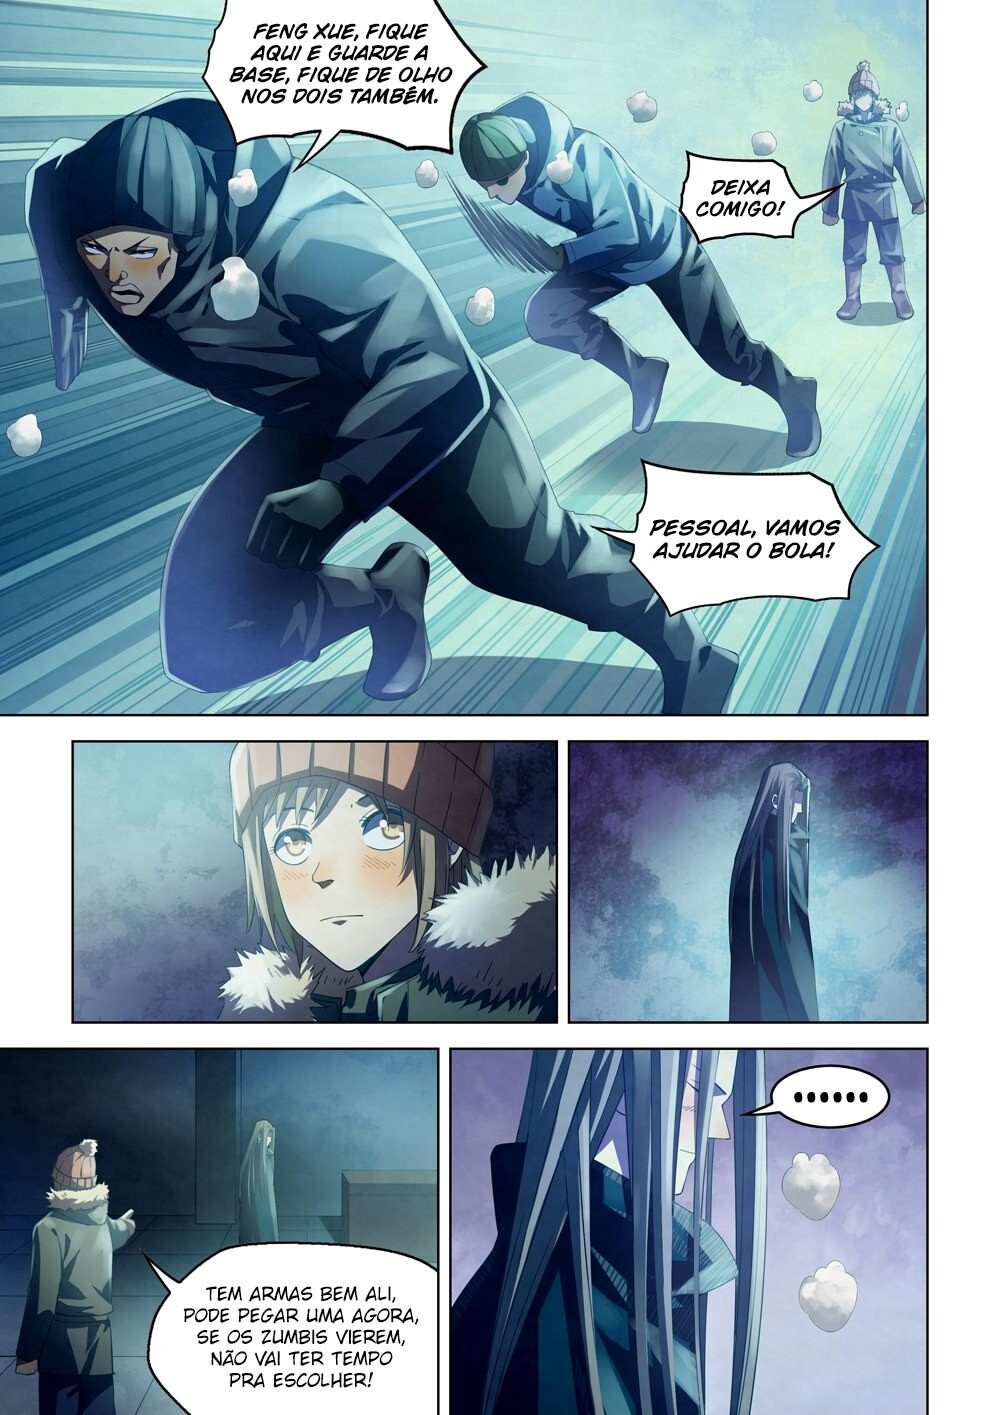 FENG XUE, FIQUE
AQUI E GUARDE A
BASE, FIQUE DE OLHO
NOS DOIS TAMBÉM.
DEIXA
COMIGO!
PESSOAL, VAMOS
AJUDAR O BOLA!
••••••
TEM ARMAS BEM ALI,
PODE PEGAR UMA AGORA,
SE OS ZUMBIS VIEREM,
NÃO VAI TER TEMPO
PRA ESCOLHER!